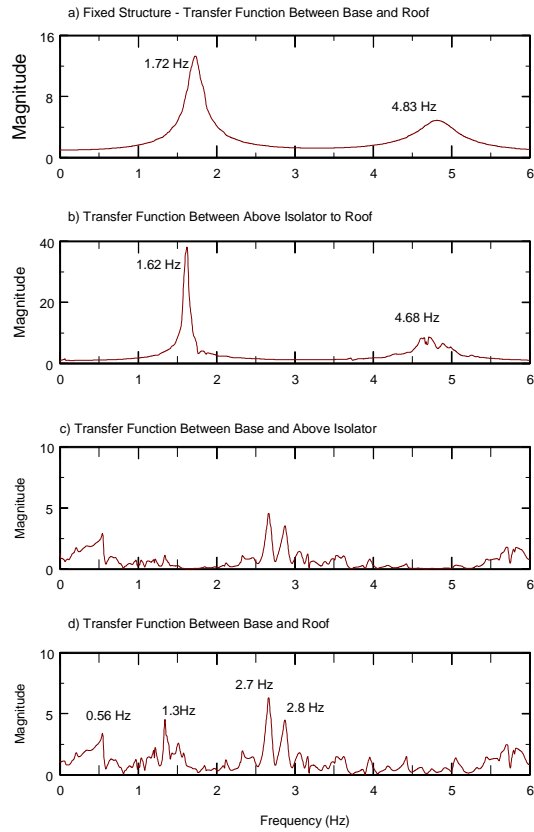 a) Fixed Structure - Transfer Function Between Base and Roof
16
1.72 Hz
8
4.83 Hz
Magnitude
0
0 1 2 3 4 5 6
b) Transfer Function Between Above Isolator to Roof
40
1.62 Hz
20
4.68 Hz
Magnitude
0
0 1 2 3 4 5 6
c) Transfer Function Between Base and Above Isolator
10
5
Magnitude
0
0 1 2 3 4 5 6
d) Transfer Function Between Base and Roof
10
2.7 Hz
0.56 Hz
1.3Hz
2.8 Hz
5
Magnitude
0
0 1 2 3 4 5 6
Frequency (Hz)